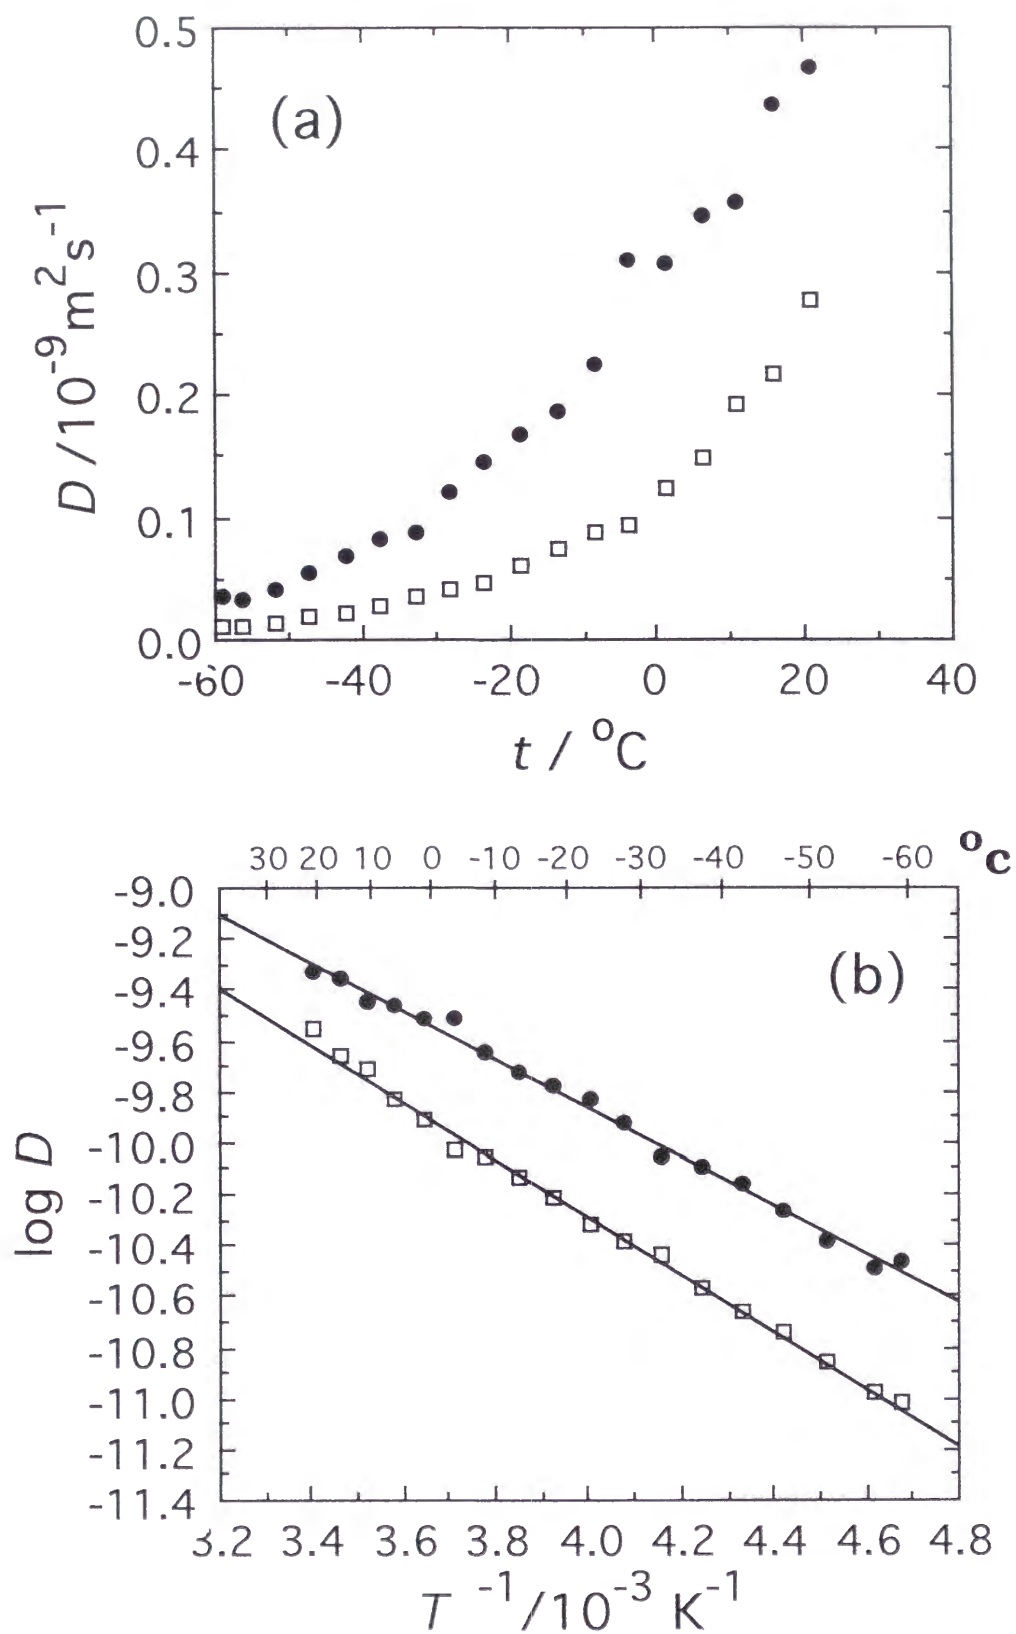 0.5
(a)
0.4
0.3
0.2
0.1
0.0
D /10⁻⁹m²s⁻¹
-60 -40 -20 0 20 40
t / °C
30 20 10 0 -10 -20 -30 -40 -50 -60 °C
-9.0
-9.2
(b)
-9.4
-9.6
-9.8
-10.0
-10.2
-10.4
-10.6
-10.8
-11.0
-11.2
-11.4
log D
3.2 3.4 3.6 3.8 4.0 4.2 4.4 4.6 4.8
T ⁻¹/10⁻³ K⁻¹